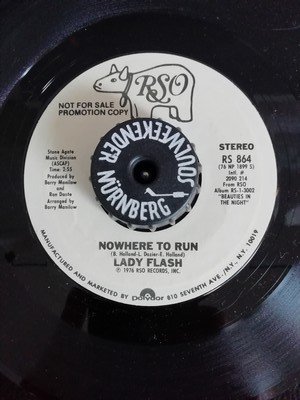 RSO
NOT FOR SALE
PROMOTION COPY
STEREO
RS 864
(76 NP 1899 S)
Intl. #
2090 214
From RSO
Album RS-1-3002
"BEAUTIES IN
THE NIGHT"
Stone Agate
Music Division
(ASCAP)
Time: 2:55
Produced by
Barry Manilow
and
Ron Dante
Arranged by
Barry Manilow
SOULWEEKENDER
NÜRNBERG
NOWHERE TO RUN
(B. Holland-L. Dozier-E. Holland)
LADY FLASH
℗ 1976 RSO RECORDS, INC.
MANUFACTURED AND MARKETED BY polydor 810 SEVENTH AVE./N.Y., N.Y. 10019